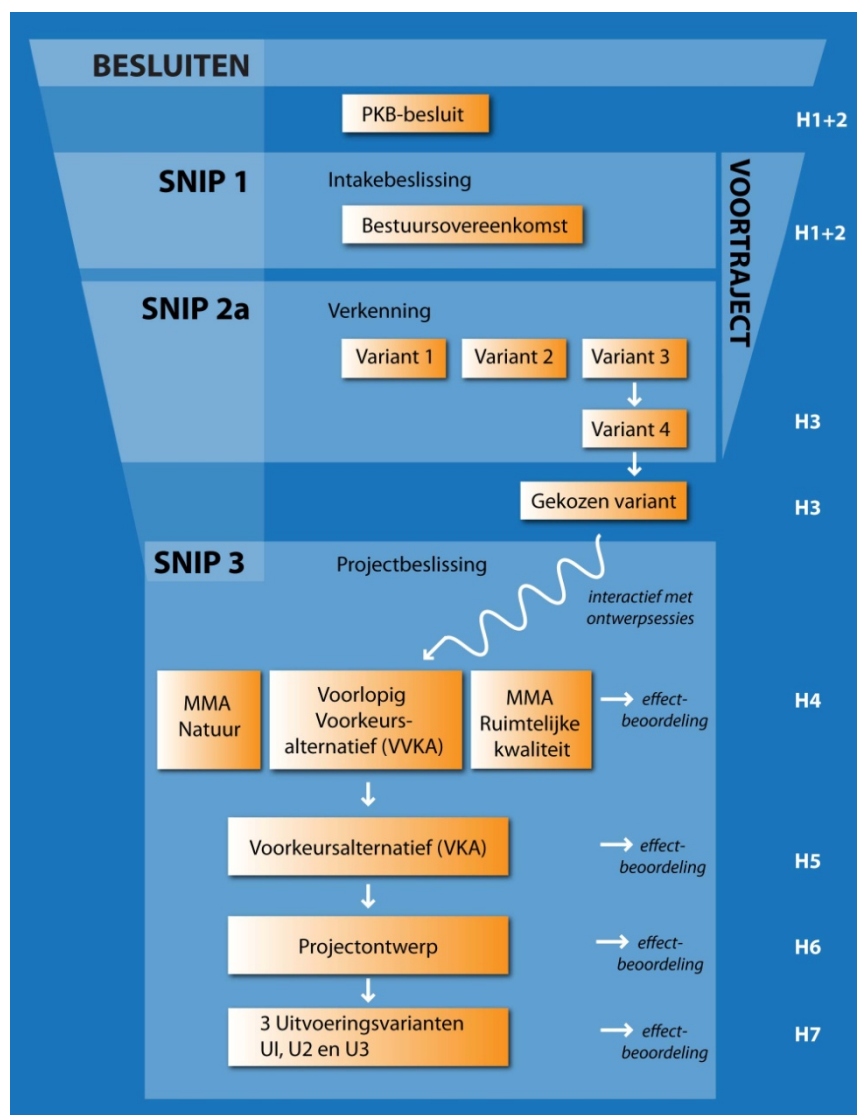 BESLUITEN
PKB-besluit
H1+2
SNIP 1
Intakebeslissing
Bestuursovereenkomst
VOORTRAJECT
H1+2
SNIP 2a
Verkenning
Variant 1
Variant 2
Variant 3
Variant 4
H3
Gekozen variant
H3
SNIP 3
Projectbeslissing
interactief met
ontwerpsessies
MMA
Natuur
Voorlopig
Voorkeurs-
alternatief (VVKA)
MMA
Ruimtelijke
kwaliteit
effect-
beoordeling
H4
Voorkeursalternatief (VKA)
effect-
beoordeling
H5
Projectontwerp
effect-
beoordeling
H6
3 Uitvoeringsvarianten
UI, U2 en U3
effect-
beoordeling
H7